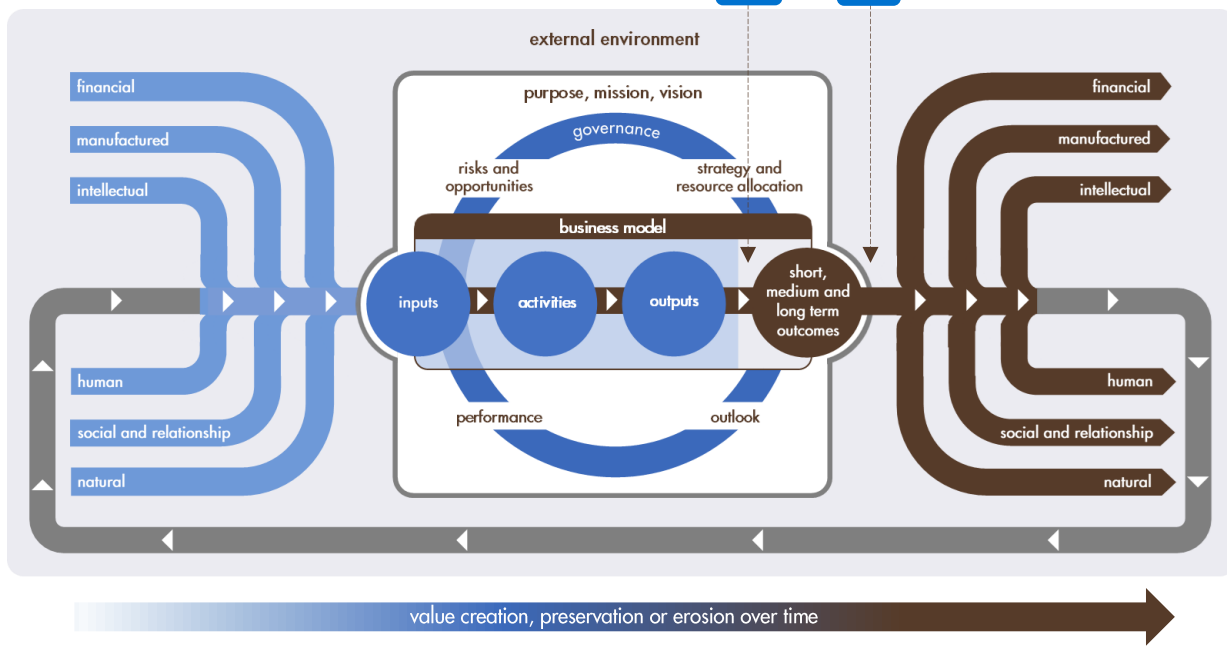 external environment
financial
manufactured
intellectual
human
social and relationship
natural
purpose, mission, vision
governance
risks and
opportunities
strategy and
resource allocation
business model
inputs
activities
outputs
short,
medium and
long term
outcomes
performance
outlook
financial
manufactured
intellectual
human
social and relationship
natural
value creation, preservation or erosion over time